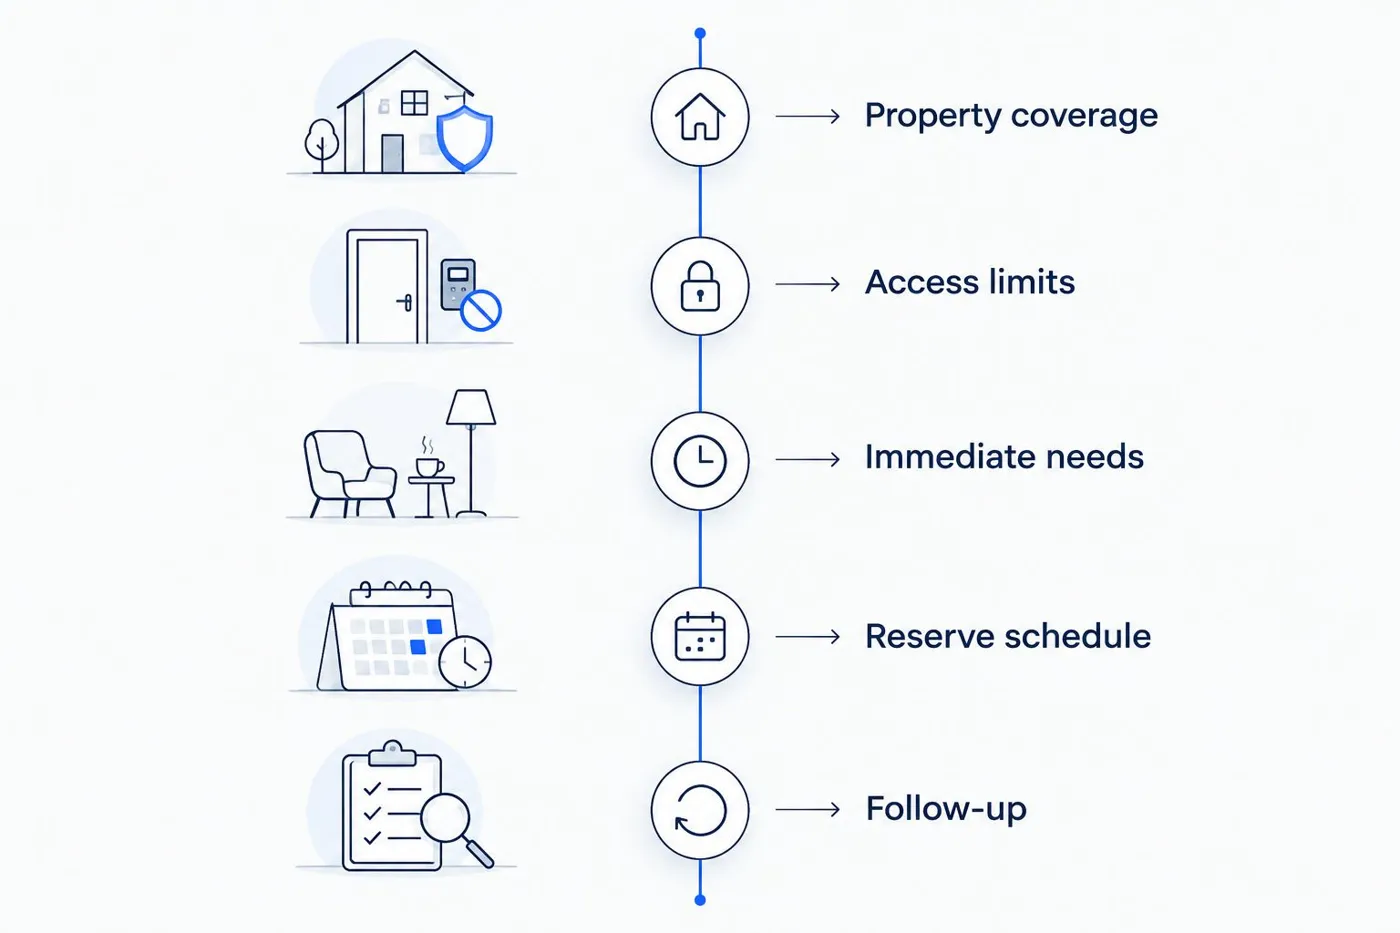 Property coverage
Access limits
Immediate needs
Reserve schedule
Follow-up